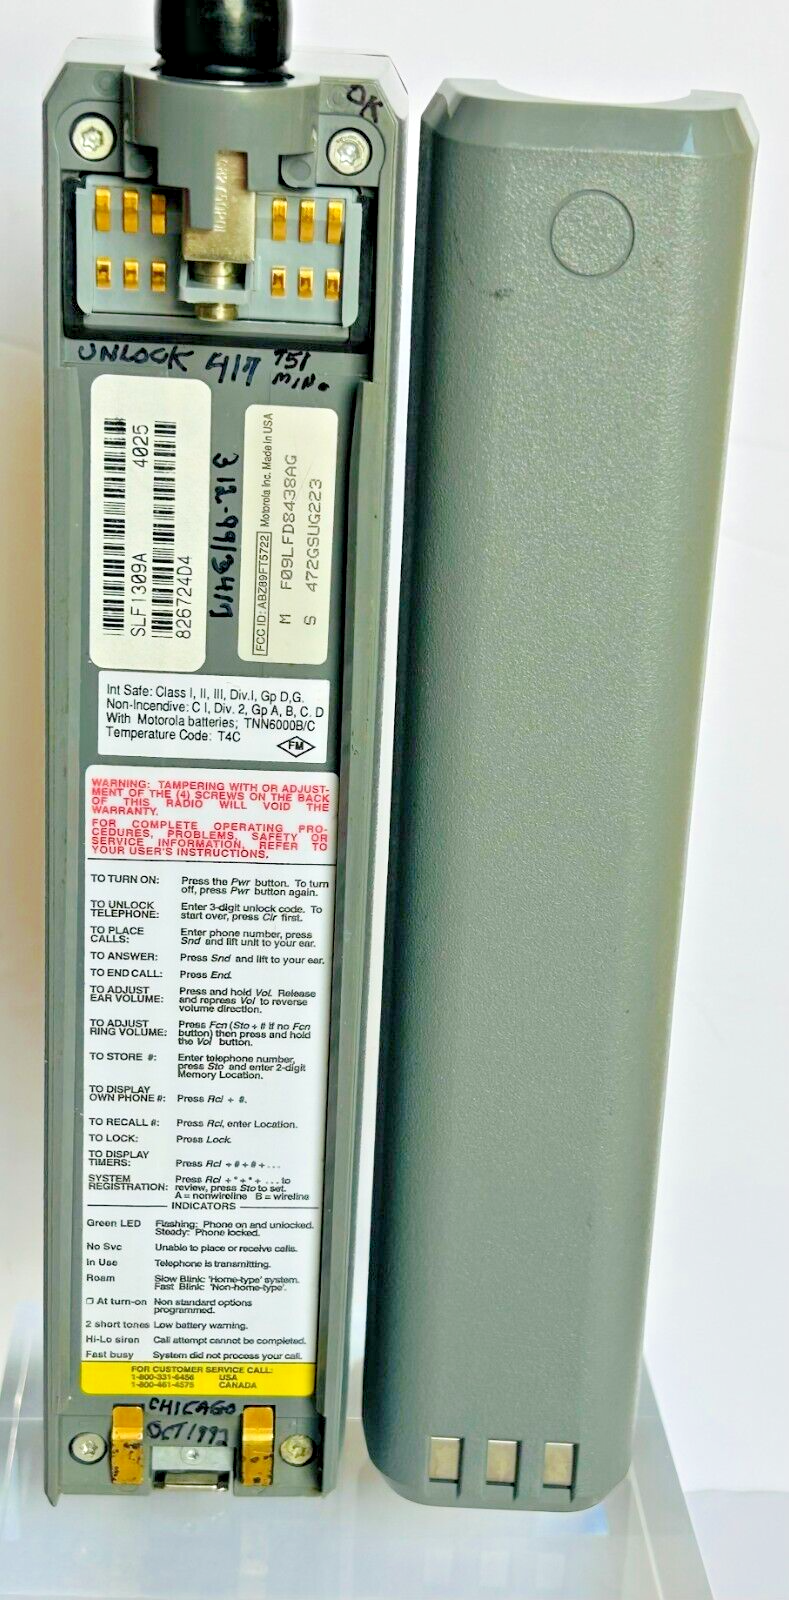 OK
UNLOCK 417 751
MIN.
SLF1309A 4025
826724D4
312-991 3417
FCC ID: ABZ89FT5722 Motorola Inc. Made in USA
M F09LFD8438AG
S 472GSUG223
Int Safe: Class I, II, III, Div.I, Gp D,G.
Non-Incendive: C I, Div. 2, Gp A, B, C. D
With Motorola batteries; TNN6000B/C
Temperature Code: T4C
FM
WARNING: TAMPERING WITH OR ADJUST-
MENT OF THE (4) SCREWS ON THE BACK
OF THIS RADIO WILL VOID THE
WARRANTY.
FOR COMPLETE OPERATING PRO-
CEDURES, PROBLEMS, SAFETY OR
SERVICE INFORMATION, REFER TO
YOUR USER'S INSTRUCTIONS.
TO TURN ON: Press the Pwr button. To turn
off, press Pwr button again.
TO UNLOCK Enter 3-digit unlock code. To
TELEPHONE: start over, press Clr first.
TO PLACE Enter phone number, press
CALLS: Snd and lift unit to your ear.
TO ANSWER: Press Snd and lift to your ear.
TO END CALL: Press End.
TO ADJUST Press and hold Vol. Release
EAR VOLUME: and repress Vol to reverse
volume direction.
TO ADJUST Press Fcn (Sto + # if no Fcn
RING VOLUME: button) then press and hold
the Vol button.
TO STORE #: Enter telephone number,
press Sto and enter 2-digit
Memory Location.
TO DISPLAY
OWN PHONE #: Press Rcl + #.
TO RECALL #: Press Rcl, enter Location.
TO LOCK: Press Lock.
TO DISPLAY
TIMERS: Press Rcl + # + # + ...
SYSTEM Press Rcl + * + * + ... to
REGISTRATION: review, press Sto to set.
A = nonwireline B = wireline
INDICATORS
Green LED Flashing: Phone on and unlocked.
Steady: Phone locked.
No Svc Unable to place or receive calls.
In Use Telephone is transmitting.
Roam Slow Blink: 'Home-type' system.
Fast Blink: 'Non-home-type'.
❐ At turn-on Non standard options
programmed.
2 short tones Low battery warning.
Hi-Lo siren Call attempt cannot be completed.
Fast busy System did not process your call.
FOR CUSTOMER SERVICE CALL:
1-800-331-6456 USA
1-800-461-4575 CANADA
CHICAGO
OCT 1992